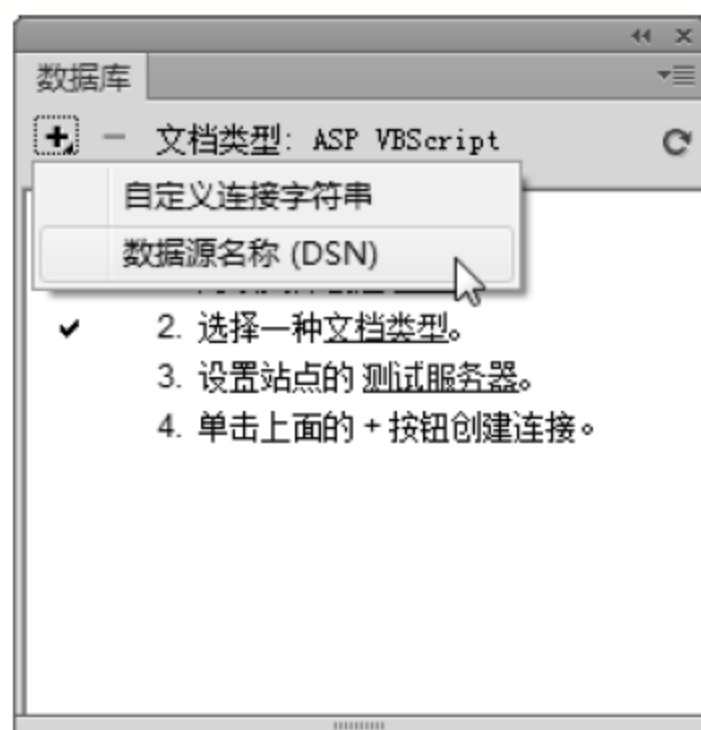 数据库
文档类型: ASP VBScript
自定义连接字符串
数据源名称 (DSN)
2. 选择一种文档类型。
3. 设置站点的 测试服务器。
4. 单击上面的 + 按钮创建连接。